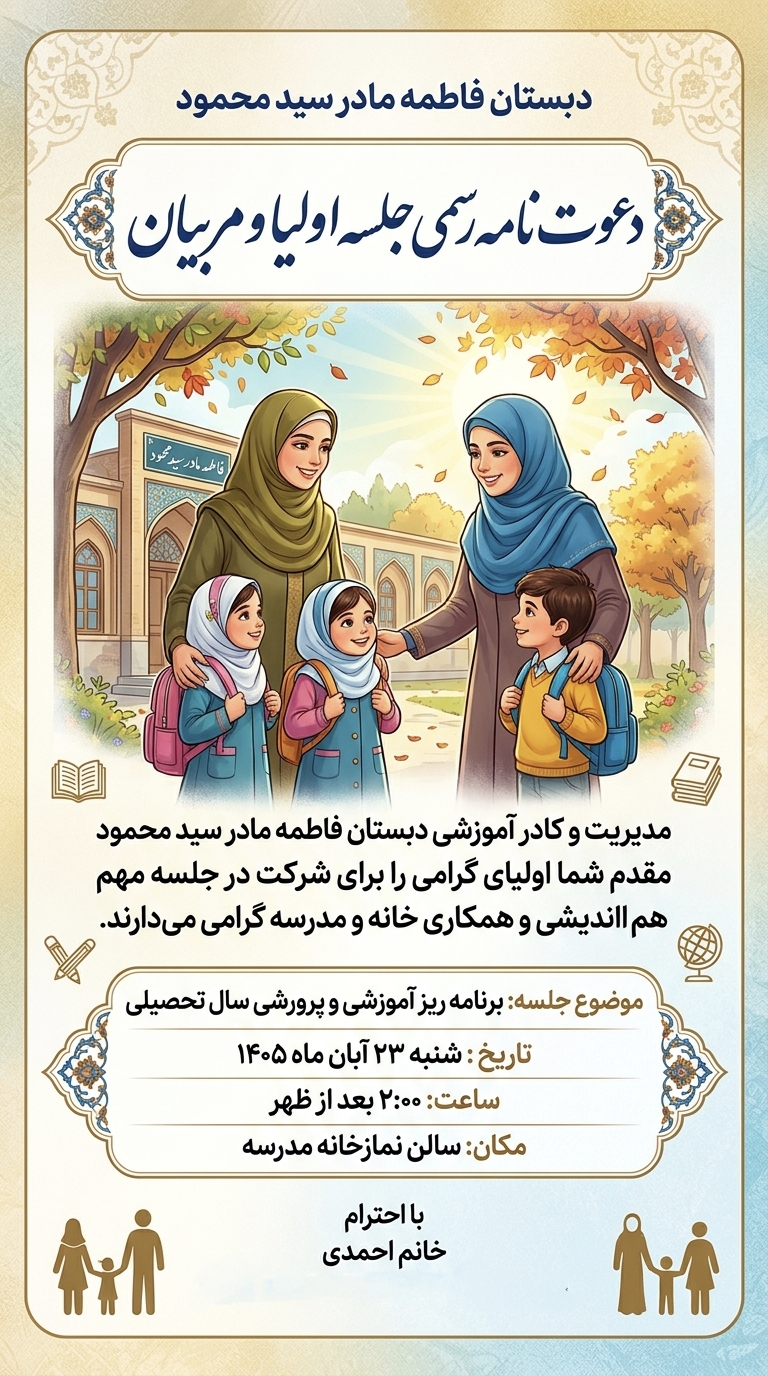 دبستان فاطمه مادر سید محمود
دعوت نامه رسمی جلسه اولیا و مربیان
فاطمه مادر سید محمود
مدیریت و کادر آموزشی دبستان فاطمه مادر سید محمود
مقدم شما اولیای گرامی را برای شرکت در جلسه مهم
هم ااندیشی و همکاری خانه و مدرسه گرامی می‌دارند.
موضوع جلسه: برنامه ریز آموزشی و پرورشی سال تحصیلی
تاریخ : شنبه ۲۳ آبان ماه ۱۴۰۵
ساعت: ۲:۰۰ بعد از ظهر
مکان: سالن نمازخانه مدرسه
با احترام
خانم احمدی